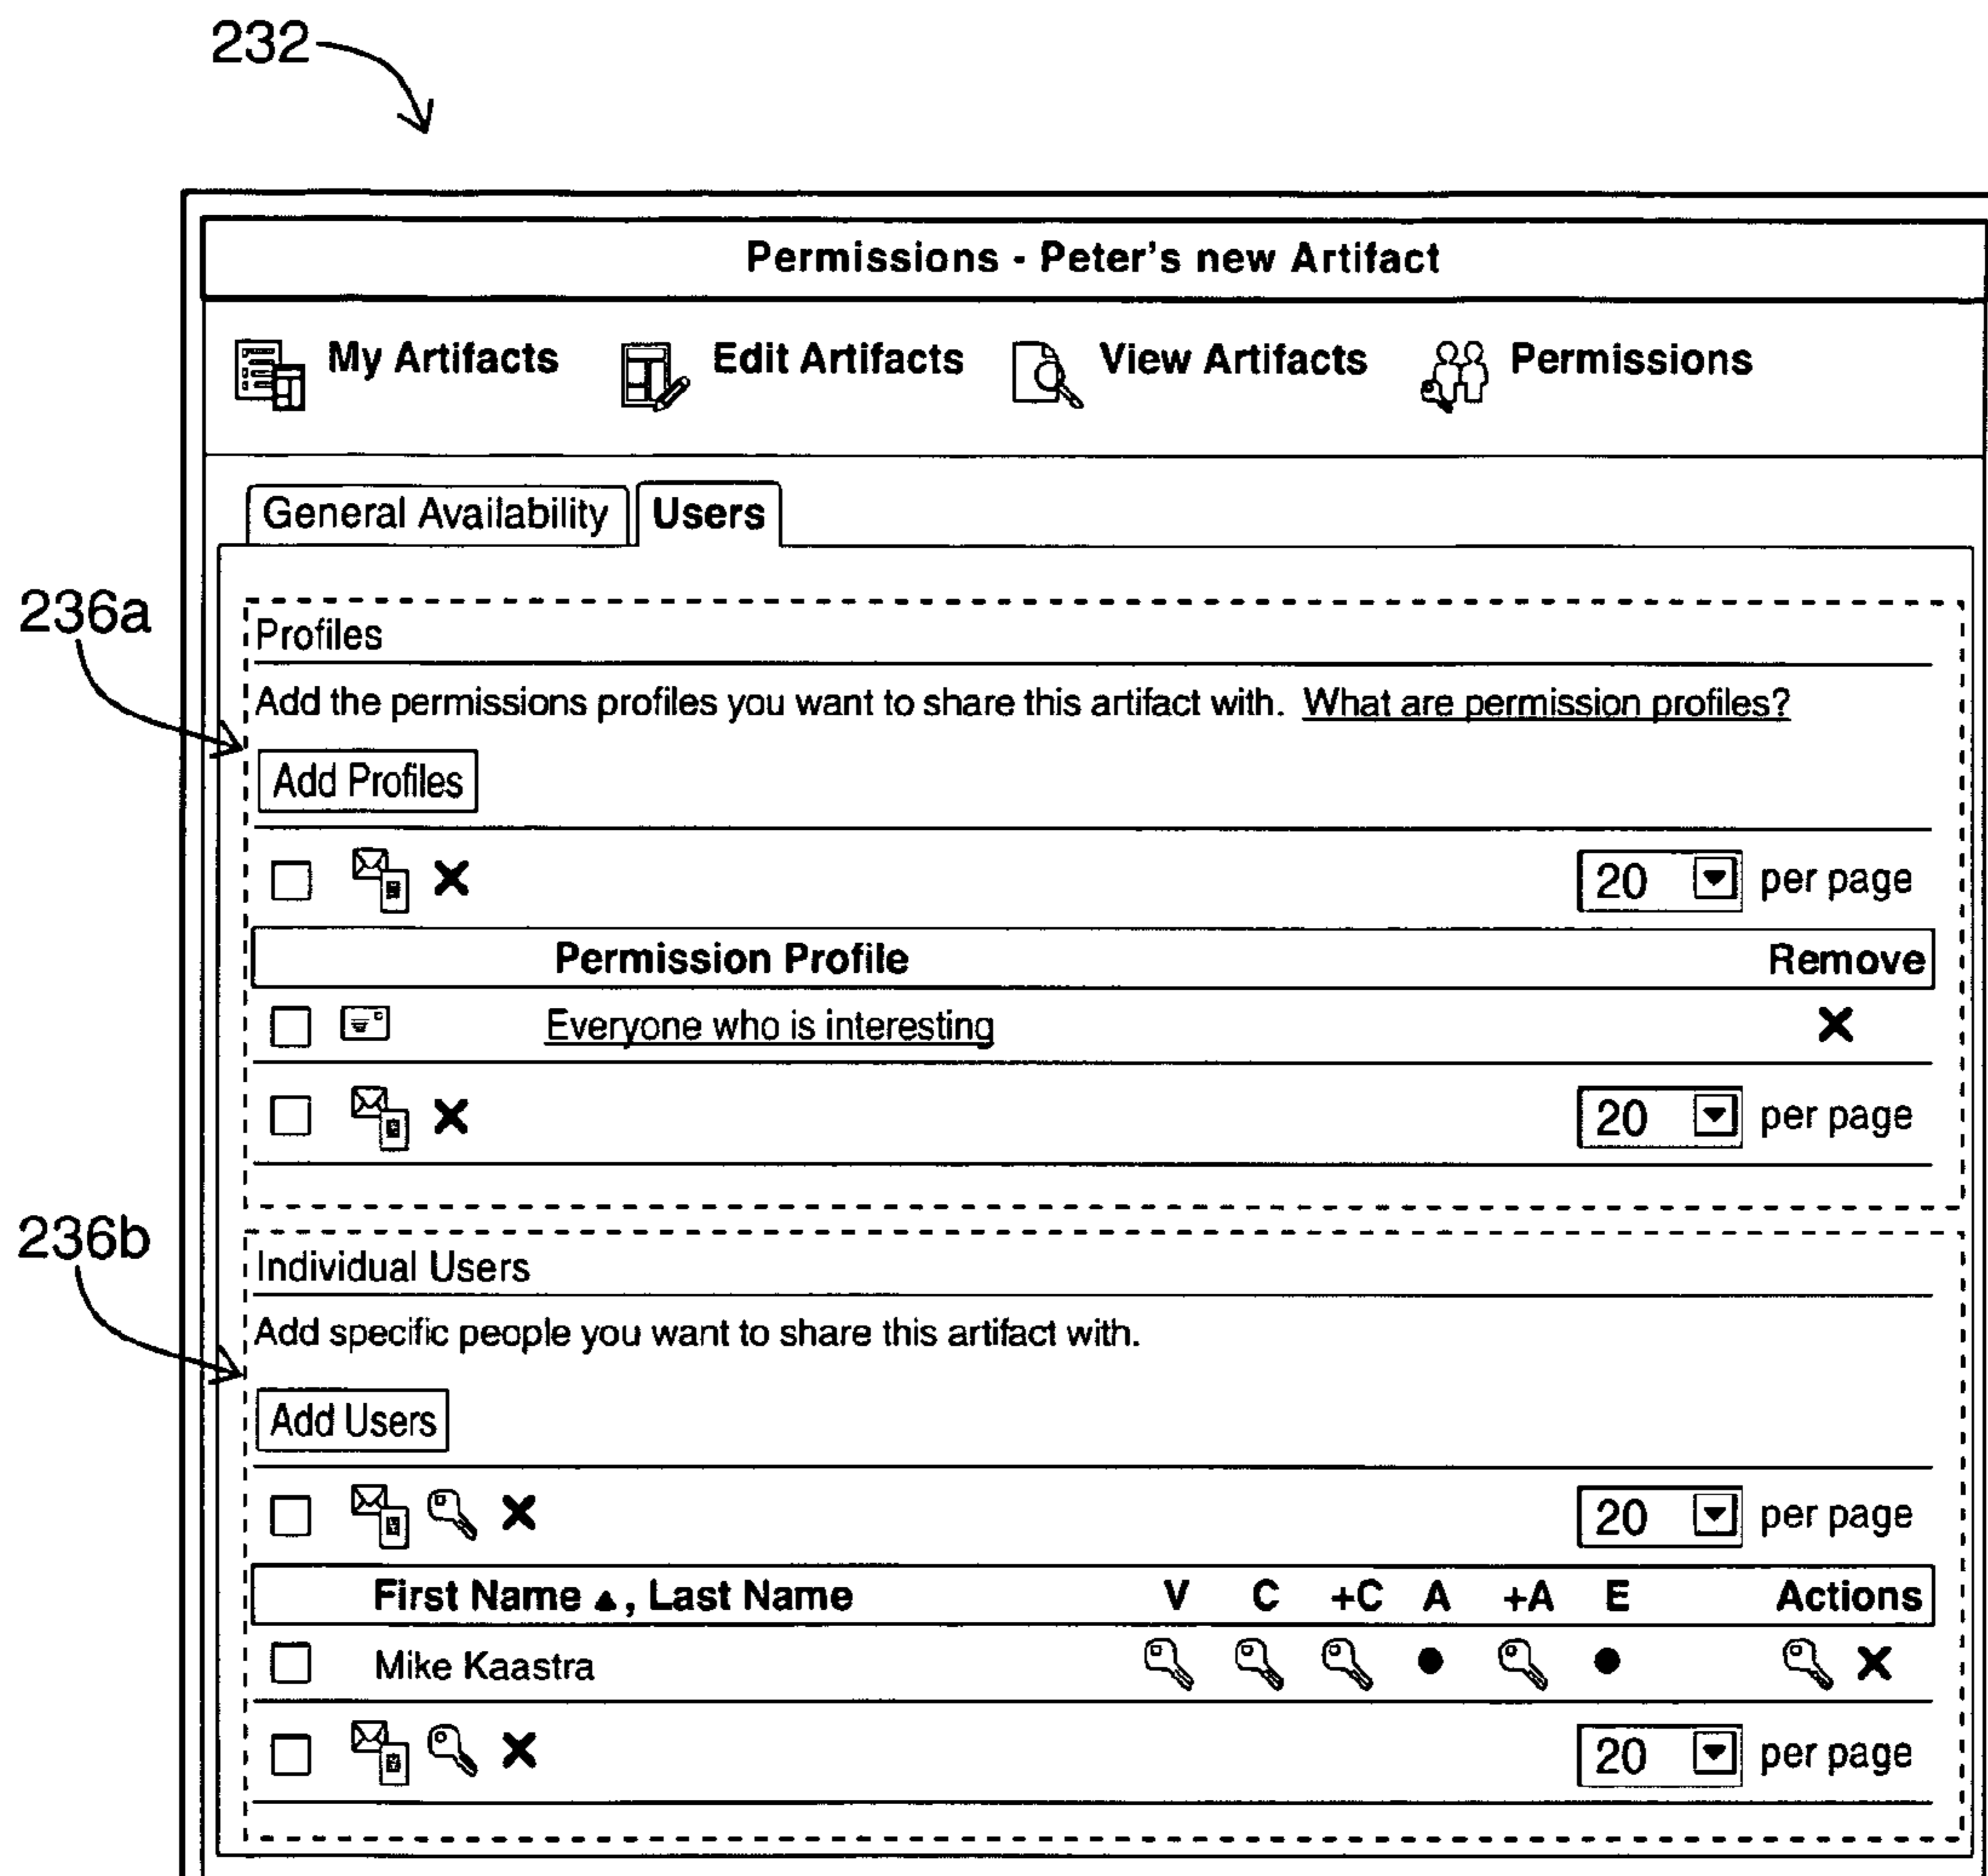 232
Permissions - Peter's new Artifact
My Artifacts Edit Artifacts View Artifacts Permissions
General Availability Users
236a
Profiles
Add the permissions profiles you want to share this artifact with. What are permission profiles?
Add Profiles
20 per page
Permission Profile Remove
Everyone who is interesting
20 per page
236b
Individual Users
Add specific people you want to share this artifact with.
Add Users
20 per page
First Name ▲, Last Name V C +C A +A E Actions
Mike Kaastra
20 per page